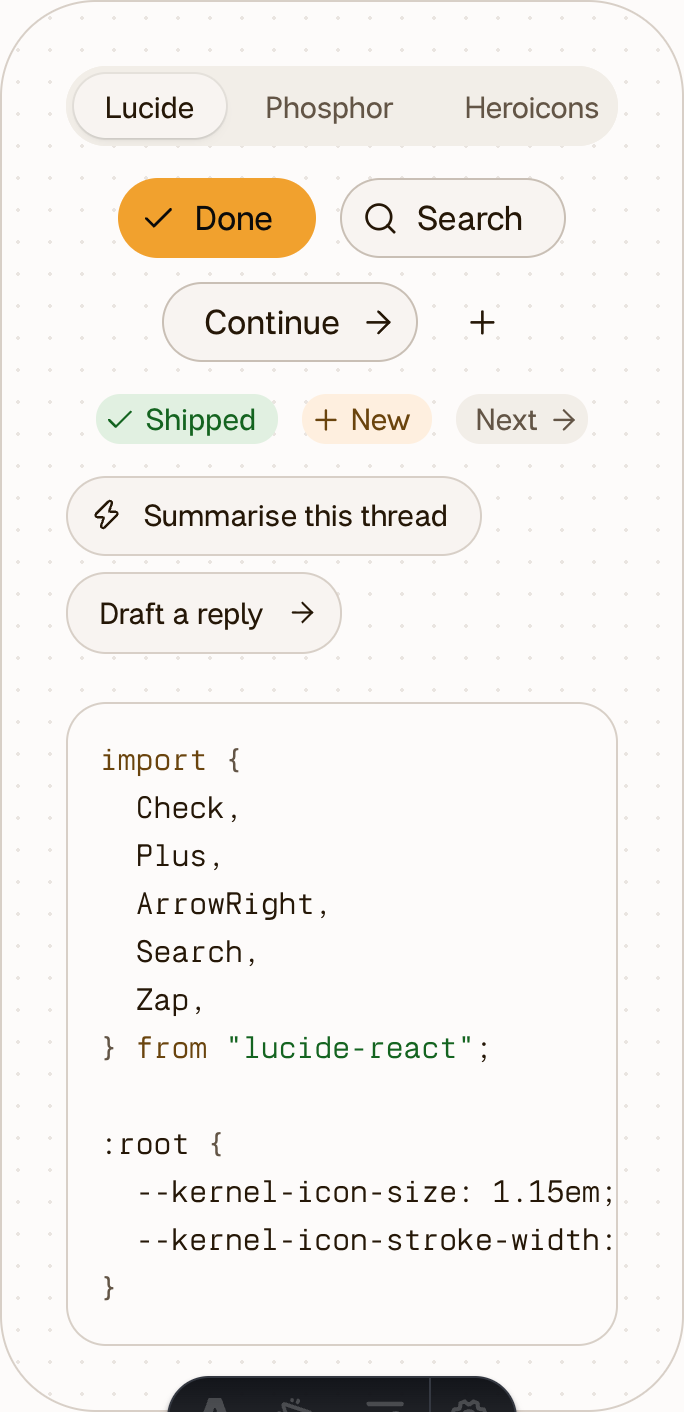 Lucide Phosphor Heroicons
Done Search
Continue
Shipped New Next
Summarise this thread
Draft a reply
import {
  Check,
  Plus,
  ArrowRight,
  Search,
  Zap,
} from "lucide-react";

:root {
  --kernel-icon-size: 1.15em;
  --kernel-icon-stroke-width:
}